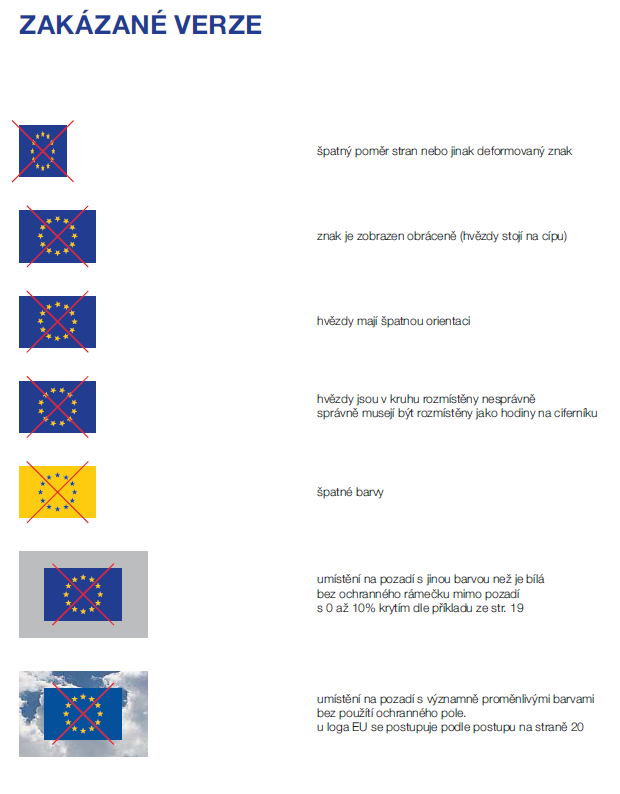 ZAKÁZANÉ VERZE
špatný poměr stran nebo jinak deformovaný znak
znak je zobrazen obráceně (hvězdy stojí na cípu)
hvězdy mají špatnou orientaci
hvězdy jsou v kruhu rozmístěny nesprávně
správně musejí být rozmístěny jako hodiny na ciferníku
špatné barvy
umístění na pozadí s jinou barvou než je bílá
bez ochranného rámečku mimo pozadí
s 0 až 10% krytím dle příkladu ze str. 19
umístění na pozadí s významně proměnlivými barvami
bez použítí ochranného pole.
u loga EU se postupuje podle postupu na straně 20